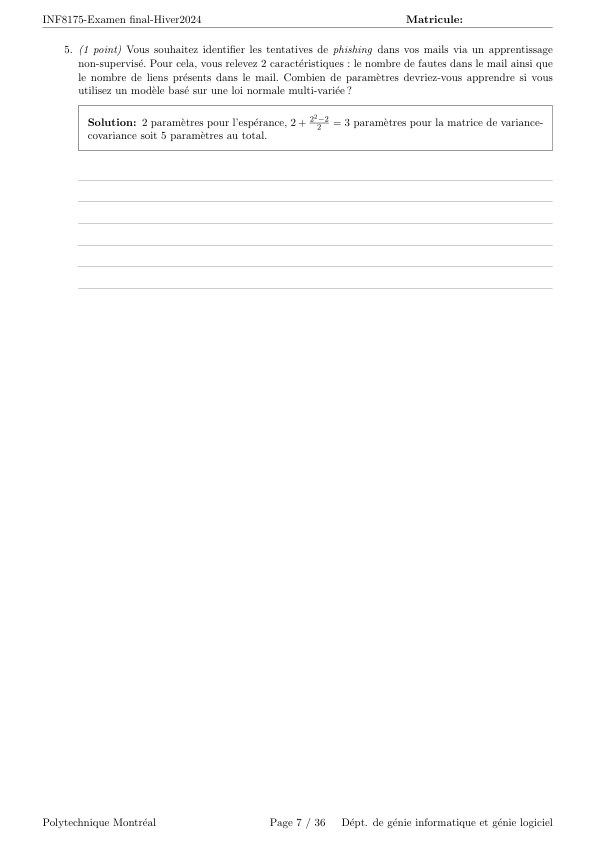 INF8175-Examen final-Hiver2024 Matricule:
5. (1 point) Vous souhaitez identifier les tentatives de phishing dans vos mails via un apprentissage
non-supervisé. Pour cela, vous relevez 2 caractéristiques : le nombre de fautes dans le mail ainsi que
le nombre de liens présents dans le mail. Combien de paramètres devriez-vous apprendre si vous
utilisez un modèle basé sur une loi normale multi-variée ?
Solution: 2 paramètres pour l'espérance, $2 + \frac{2^2-2}{2} = 3$ paramètres pour la matrice de variance-
covariance soit 5 paramètres au total.
Polytechnique Montréal Page 7 / 36 Dépt. de génie informatique et génie logiciel